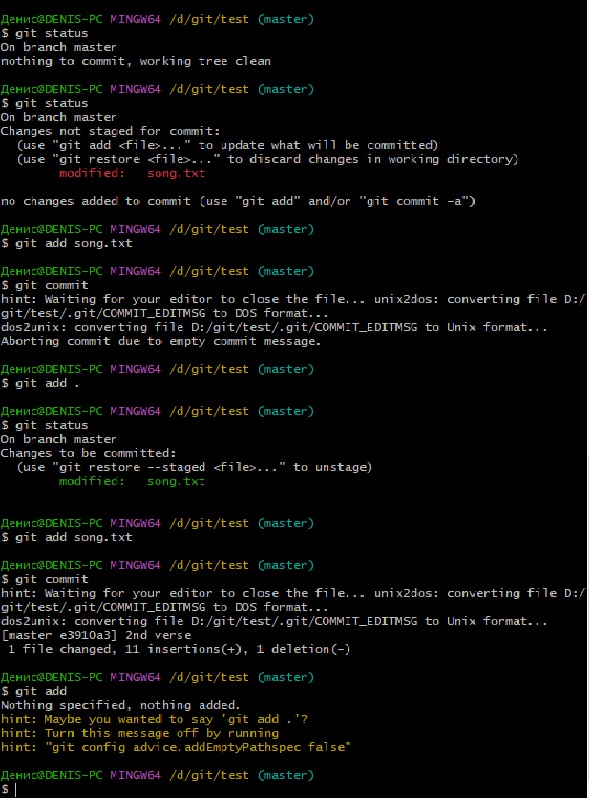 Денис@DENIS-PC MINGW64 /d/git/test (master)
$ git status
On branch master
nothing to commit, working tree clean
Денис@DENIS-PC MINGW64 /d/git/test (master)
$ git status
On branch master
Changes not staged for commit:
  (use "git add <file>..." to update what will be committed)
  (use "git restore <file>..." to discard changes in working directory)
        modified:   song.txt
no changes added to commit (use "git add" and/or "git commit -a")
Денис@DENIS-PC MINGW64 /d/git/test (master)
$ git add song.txt
Денис@DENIS-PC MINGW64 /d/git/test (master)
$ git commit
hint: Waiting for your editor to close the file... unix2dos: converting file D:/
git/test/.git/COMMIT_EDITMSG to DOS format...
dos2unix: converting file D:/git/test/.git/COMMIT_EDITMSG to Unix format...
Aborting commit due to empty commit message.
Денис@DENIS-PC MINGW64 /d/git/test (master)
$ git add .
Денис@DENIS-PC MINGW64 /d/git/test (master)
$ git status
On branch master
Changes to be committed:
  (use "git restore --staged <file>..." to unstage)
        modified:   song.txt
Денис@DENIS-PC MINGW64 /d/git/test (master)
$ git add song.txt
Денис@DENIS-PC MINGW64 /d/git/test (master)
$ git commit
hint: Waiting for your editor to close the file... unix2dos: converting file D:/
git/test/.git/COMMIT_EDITMSG to DOS format...
dos2unix: converting file D:/git/test/.git/COMMIT_EDITMSG to Unix format...
[master e3910a3] 2nd verse
 1 file changed, 11 insertions(+), 1 deletion(-)
Денис@DENIS-PC MINGW64 /d/git/test (master)
$ git add
Nothing specified, nothing added.
hint: Maybe you wanted to say 'git add .'?
hint: Turn this message off by running
hint: "git config advice.addEmptyPathspec false"
Денис@DENIS-PC MINGW64 /d/git/test (master)
$